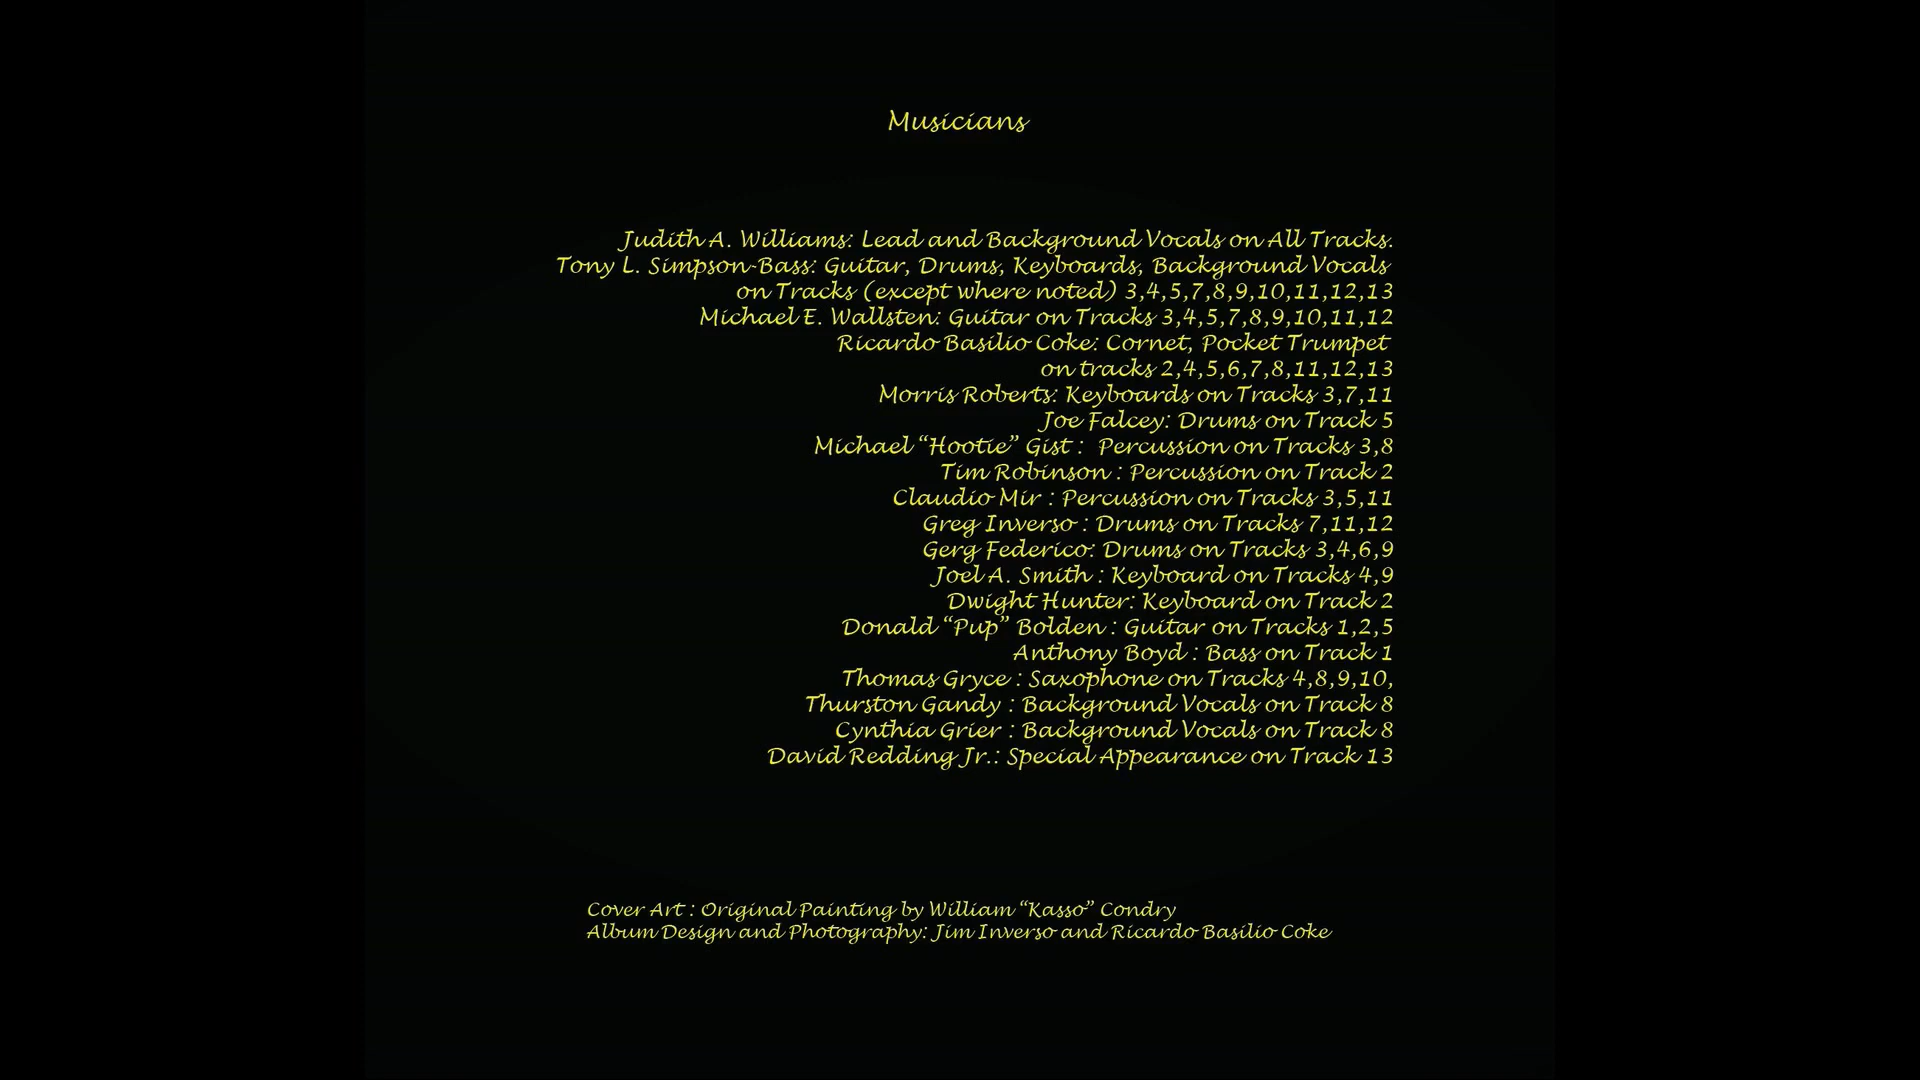 Musicians
Judith A. Williams: Lead and Background Vocals on All Tracks.
Tony L. Simpson-Bass: Guitar, Drums, Keyboards, Background Vocals
on Tracks (except where noted) 3,4,5,7,8,9,10,11,12,13
Michael E. Wallsten: Guitar on Tracks 3,4,5,7,8,9,10,11,12
Ricardo Basilio Coke: Cornet, Pocket Trumpet
on tracks 2,4,5,6,7,8,11,12,13
Morris Roberts: Keyboards on Tracks 3,7,11
Joe Falcey: Drums on Track 5
Michael “Hootie” Gist :  Percussion on Tracks 3,8
Tim Robinson : Percussion on Track 2
Claudio Mir : Percussion on Tracks 3,5,11
Greg Inverso : Drums on Tracks 7,11,12
Gerg Federico: Drums on Tracks 3,4,6,9
Joel A. Smith : Keyboard on Tracks 4,9
Dwight Hunter: Keyboard on Track 2
Donald “Pup” Bolden : Guitar on Tracks 1,2,5
Anthony Boyd : Bass on Track 1
Thomas Gryce : Saxophone on Tracks 4,8,9,10,
Thurston Gandy : Background Vocals on Track 8
Cynthia Grier : Background Vocals on Track 8
David Redding Jr.: Special Appearance on Track 13
Cover Art : Original Painting by William “Kasso” Condry
Album Design and Photography: Jim Inverso and Ricardo Basilio Coke